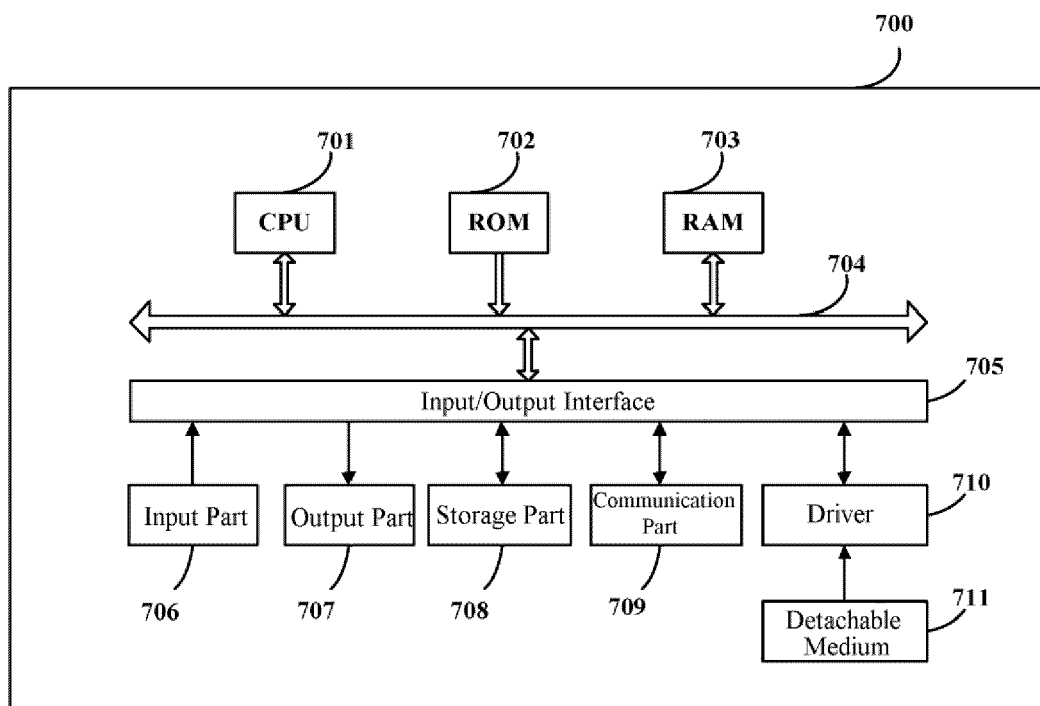 700
701
702
703
CPU
ROM
RAM
704
705
Input/Output Interface
Input Part
Output Part
Storage Part
Communication
Part
Driver
710
706
707
708
709
711
Detachable
Medium